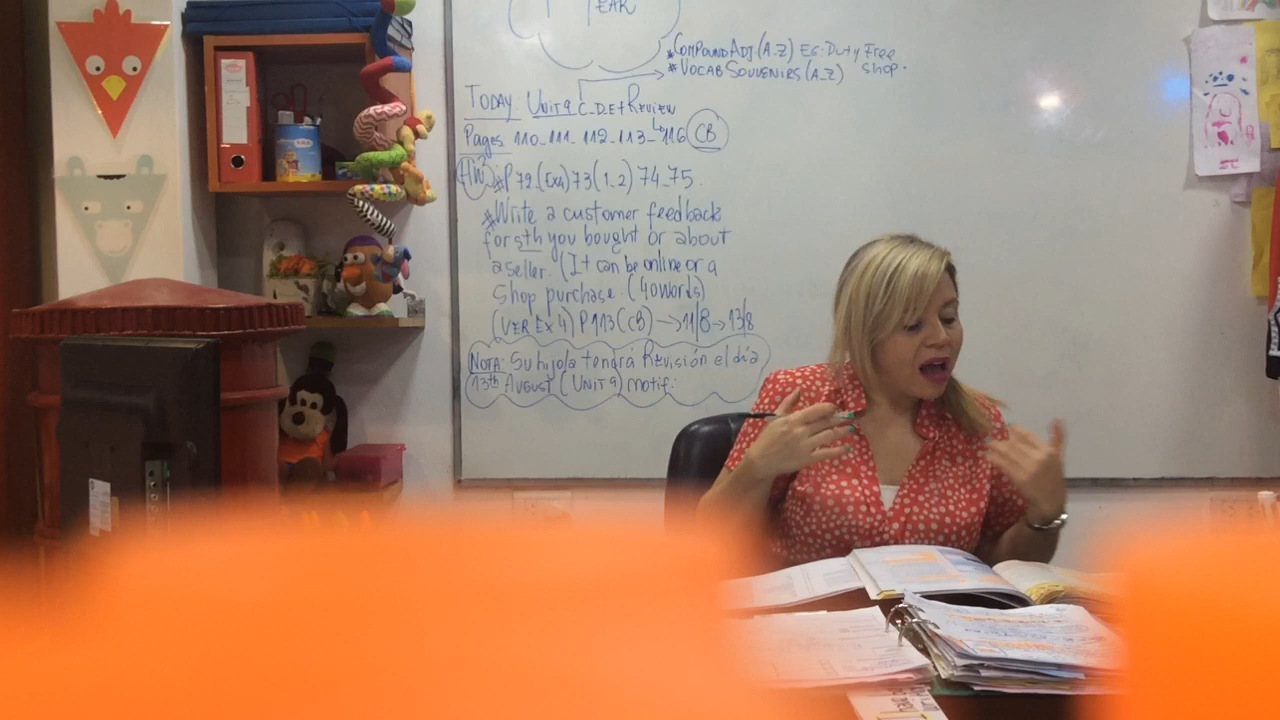 YEAR
*COMPOUND ADJ (A-Z) EG: DUTY FREE SHOP.
*VOCAB SOUVENIRS (A-Z)
TODAY: UNIT 9 C-D-E+REVIEW
Pages 110-111-112-113-116 (CB)
HW *P 72-(Ex4) 73(1-2) 74-75.
*Write a customer feedback
for sth you bought or about
a seller. (It can be online or a
shop purchase. (40 words)
(VER EX 4) P 113 (CB) → 11/8 → 13/8
NOTA: Su hijo/a tendrá Revisión el día
13th AUGUST (UNIT 9) motif: